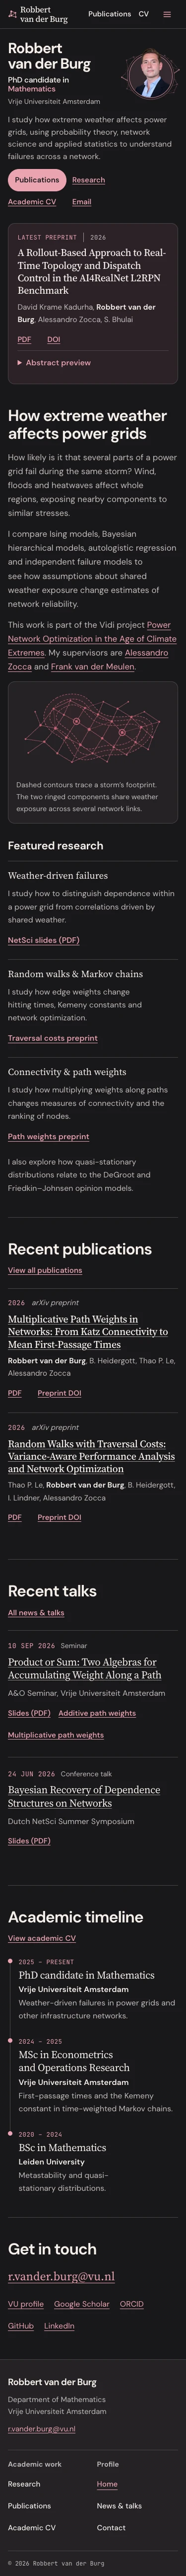 Robbert
van der Burg
Publications CV
Robbert
van der Burg
PhD candidate in
Mathematics
Vrije Universiteit Amsterdam
I study how extreme weather affects power
grids, using probability theory, network
science and applied statistics to understand
failures across a network.
Publications Research
Academic CV Email
LATEST PREPRINT | 2026
A Rollout-Based Approach to Real-
Time Topology and Dispatch
Control in the AI4RealNet L2RPN
Benchmark
David Krame Kadurha, Robbert van der
Burg, Alessandro Zocca, S. Bhulai
PDF DOI
Abstract preview
How extreme weather
affects power grids
How likely is it that several parts of a power
grid fail during the same storm? Wind,
floods and heatwaves affect whole
regions, exposing nearby components to
similar stresses.
I compare Ising models, Bayesian
hierarchical models, autologistic regression
and independent failure models to
see how assumptions about shared
weather exposure change estimates of
network reliability.
This work is part of the Vidi project Power
Network Optimization in the Age of Climate
Extremes. My supervisors are Alessandro
Zocca and Frank van der Meulen.
Dashed contours trace a storm's footprint.
The two ringed components share weather
exposure across several network links.
Featured research
Weather-driven failures
I study how to distinguish dependence within
a power grid from correlations driven by
shared weather.
NetSci slides (PDF)
Random walks & Markov chains
I study how edge weights change
hitting times, Kemeny constants and
network optimization.
Traversal costs preprint
Connectivity & path weights
I study how multiplying weights along paths
changes measures of connectivity and the
ranking of nodes.
Path weights preprint
I also explore how quasi-stationary
distributions relate to the DeGroot and
Friedkin–Johnsen opinion models.
Recent publications
View all publications
2026 arXiv preprint
Multiplicative Path Weights in
Networks: From Katz Connectivity to
Mean First-Passage Times
Robbert van der Burg, B. Heidergott, Thao P. Le,
Alessandro Zocca
PDF Preprint DOI
2026 arXiv preprint
Random Walks with Traversal Costs:
Variance-Aware Performance Analysis
and Network Optimization
Thao P. Le, Robbert van der Burg, B. Heidergott,
I. Lindner, Alessandro Zocca
PDF Preprint DOI
Recent talks
All news & talks
10 SEP 2026 Seminar
Product or Sum: Two Algebras for
Accumulating Weight Along a Path
A&O Seminar, Vrije Universiteit Amsterdam
Slides (PDF) Additive path weights
Multiplicative path weights
24 JUN 2026 Conference talk
Bayesian Recovery of Dependence
Structures on Networks
Dutch NetSci Summer Symposium
Slides (PDF)
Academic timeline
View academic CV
2025 – PRESENT
PhD candidate in Mathematics
Vrije Universiteit Amsterdam
Weather-driven failures in power grids and
other infrastructure networks.
2024 – 2025
MSc in Econometrics
and Operations Research
Vrije Universiteit Amsterdam
First-passage times and the Kemeny
constant in time-weighted Markov chains.
2020 – 2024
BSc in Mathematics
Leiden University
Metastability and quasi-
stationary distributions.
Get in touch
r.vander.burg@vu.nl
VU profile Google Scholar ORCID
GitHub LinkedIn
Robbert van der Burg
Department of Mathematics
Vrije Universiteit Amsterdam
r.vander.burg@vu.nl
Academic work Profile
Research Home
Publications News & talks
Academic CV Contact
© 2026 Robbert van der Burg